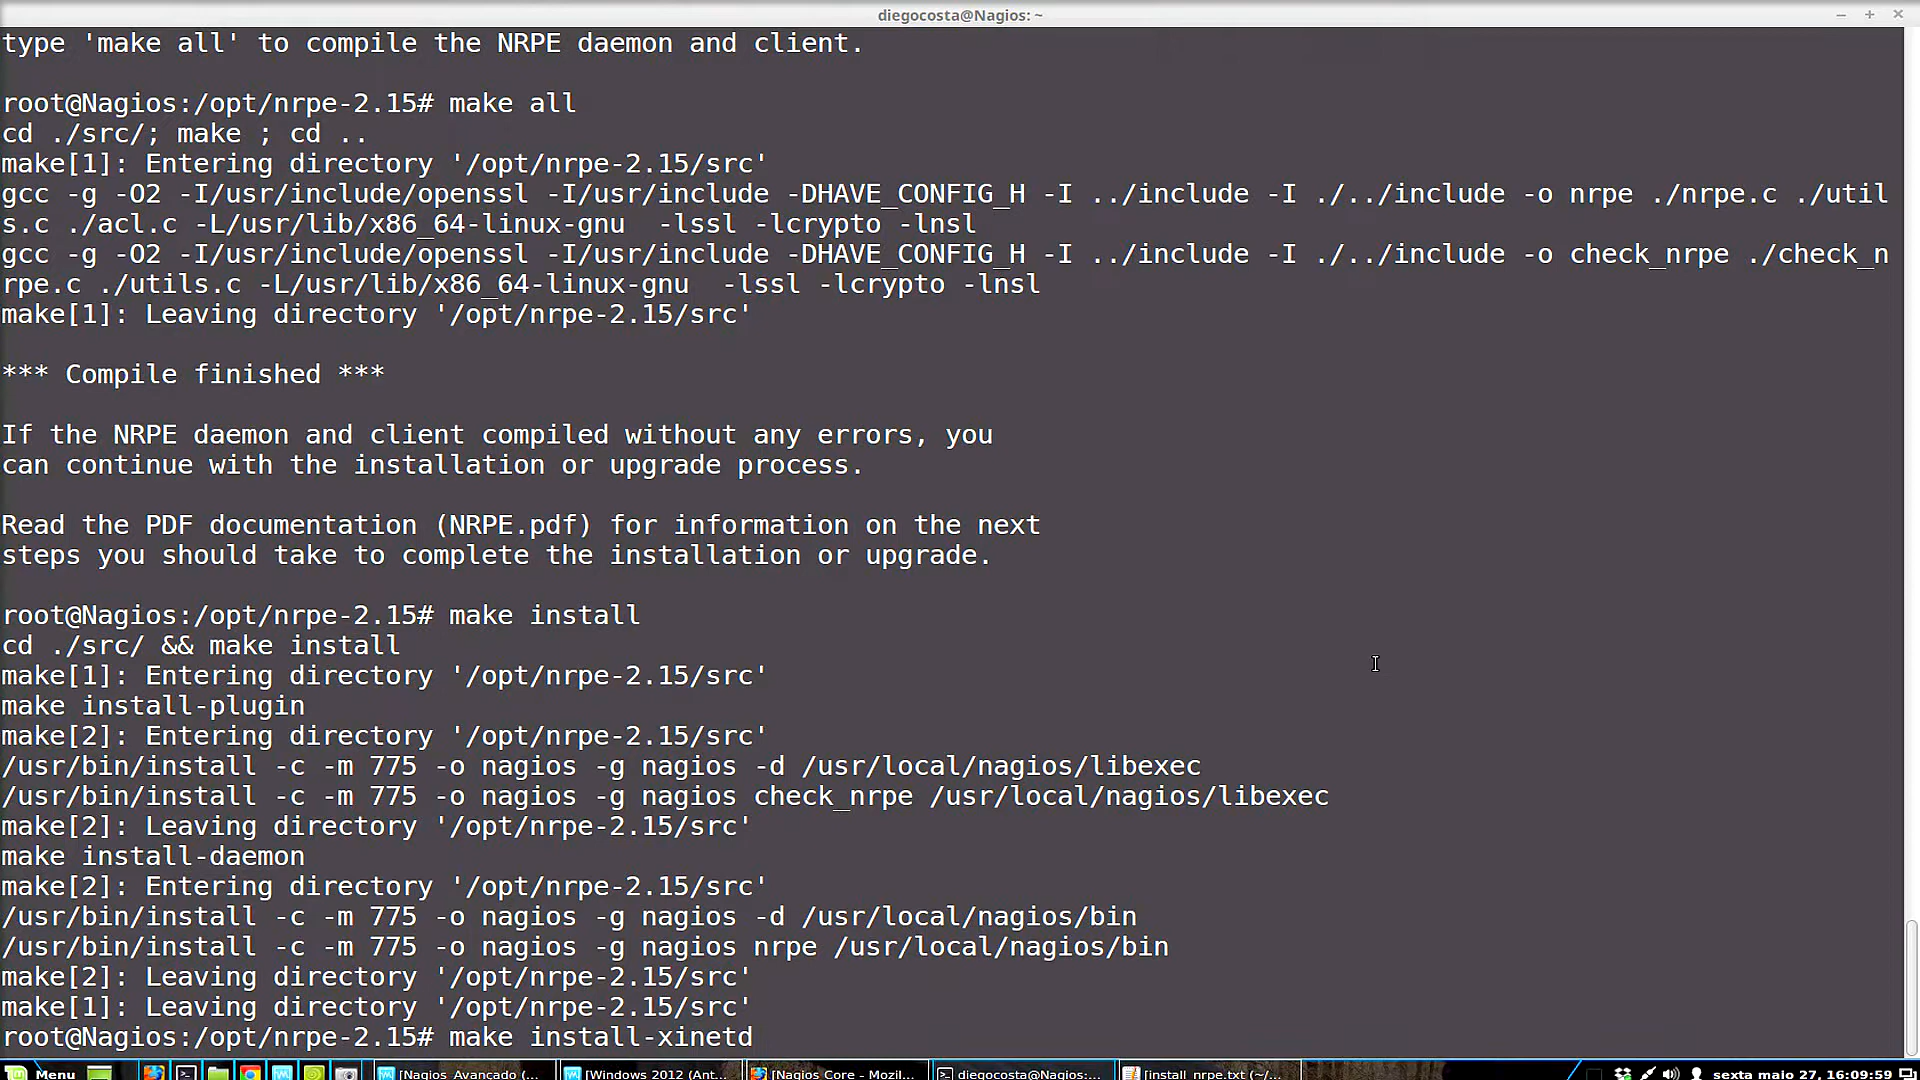 diegocosta@Nagios: ~
type 'make all' to compile the NRPE daemon and client.
root@Nagios:/opt/nrpe-2.15# make all
cd ./src/; make ; cd ..
make[1]: Entering directory '/opt/nrpe-2.15/src'
gcc -g -O2 -I/usr/include/openssl -I/usr/include -DHAVE_CONFIG_H -I ../include -I ./../include -o nrpe ./nrpe.c ./util
s.c ./acl.c -L/usr/lib/x86_64-linux-gnu  -lssl -lcrypto -lnsl
gcc -g -O2 -I/usr/include/openssl -I/usr/include -DHAVE_CONFIG_H -I ../include -I ./../include -o check_nrpe ./check_n
rpe.c ./utils.c -L/usr/lib/x86_64-linux-gnu  -lssl -lcrypto -lnsl
make[1]: Leaving directory '/opt/nrpe-2.15/src'
*** Compile finished ***
If the NRPE daemon and client compiled without any errors, you
can continue with the installation or upgrade process.
Read the PDF documentation (NRPE.pdf) for information on the next
steps you should take to complete the installation or upgrade.
root@Nagios:/opt/nrpe-2.15# make install
cd ./src/ && make install
make[1]: Entering directory '/opt/nrpe-2.15/src'
make install-plugin
make[2]: Entering directory '/opt/nrpe-2.15/src'
/usr/bin/install -c -m 775 -o nagios -g nagios -d /usr/local/nagios/libexec
/usr/bin/install -c -m 775 -o nagios -g nagios check_nrpe /usr/local/nagios/libexec
make[2]: Leaving directory '/opt/nrpe-2.15/src'
make install-daemon
make[2]: Entering directory '/opt/nrpe-2.15/src'
/usr/bin/install -c -m 775 -o nagios -g nagios -d /usr/local/nagios/bin
/usr/bin/install -c -m 775 -o nagios -g nagios nrpe /usr/local/nagios/bin
make[2]: Leaving directory '/opt/nrpe-2.15/src'
make[1]: Leaving directory '/opt/nrpe-2.15/src'
root@Nagios:/opt/nrpe-2.15# make install-xinetd
Menu [Nagios Avançado (... [Windows 2012 (Ant... [Nagios Core - Mozil... diegocosta@Nagios:... [install_nrpe.txt (~/... sexta maio 27, 16:09:59